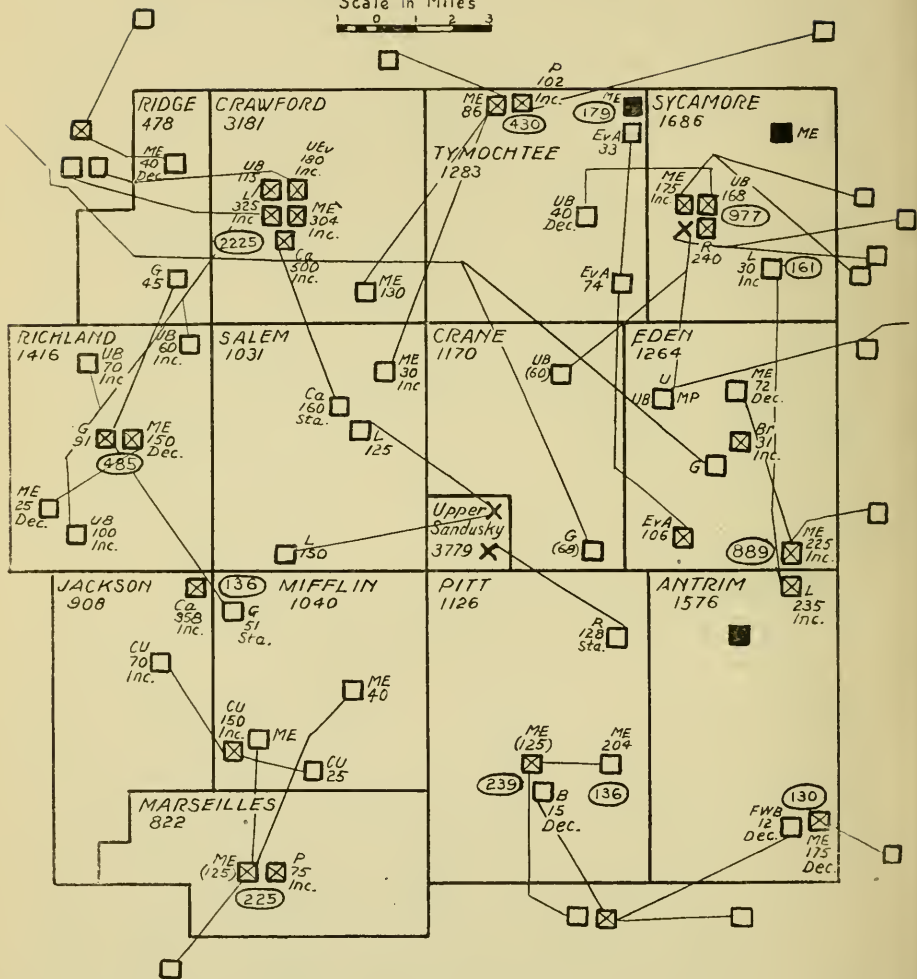 Scale in Miles
1 0 1 2 3
RIDGE
478
ME
40
Dec.
CRAWFORD
3181
UB
113
UEv
180
Inc.
L
325
Inc
ME
304
Inc.
2225
Ca
500
Inc.
G
45
UB
60
Inc.
ME
130
TYMOCHTEE
1283
ME
86
P
102
Inc.
430
179
ME
EvA
33
UB
40
Dec.
EvA
74
SYCAMORE
1686
ME
ME
175
Inc
UB
168
977
R
240
L
30
Inc
161
RICHLAND
1416
UB
70
Inc
G
91
ME
150
Dec.
485
ME
25
Dec.
UB
100
Inc.
SALEM
1031
ME
30
Inc
Ca
160
Sta.
L
125
L
150
CRANE
1170
UB
(60)
Upper
Sandusky
3779
G
(68)
EDEN
1264
U
UB MP
ME
72
Dec.
Br
31
Inc.
G
EvA
106
889
ME
225
Inc.
JACKSON
908
Ca
358
Inc.
CU
70
Inc.
136
MIFFLIN
1040
G
51
Sta.
ME
40
CU
150
Inc
ME
CU
25
PITT
1126
R
128
Sta.
ME
(125)
ME
204
239
B
15
Dec.
136
ANTRIM
1576
L
235
Inc.
130
FWB
12
Dec.
ME
175
Dec.
MARSEILLES
822
ME
(125)
P
75
Inc.
225